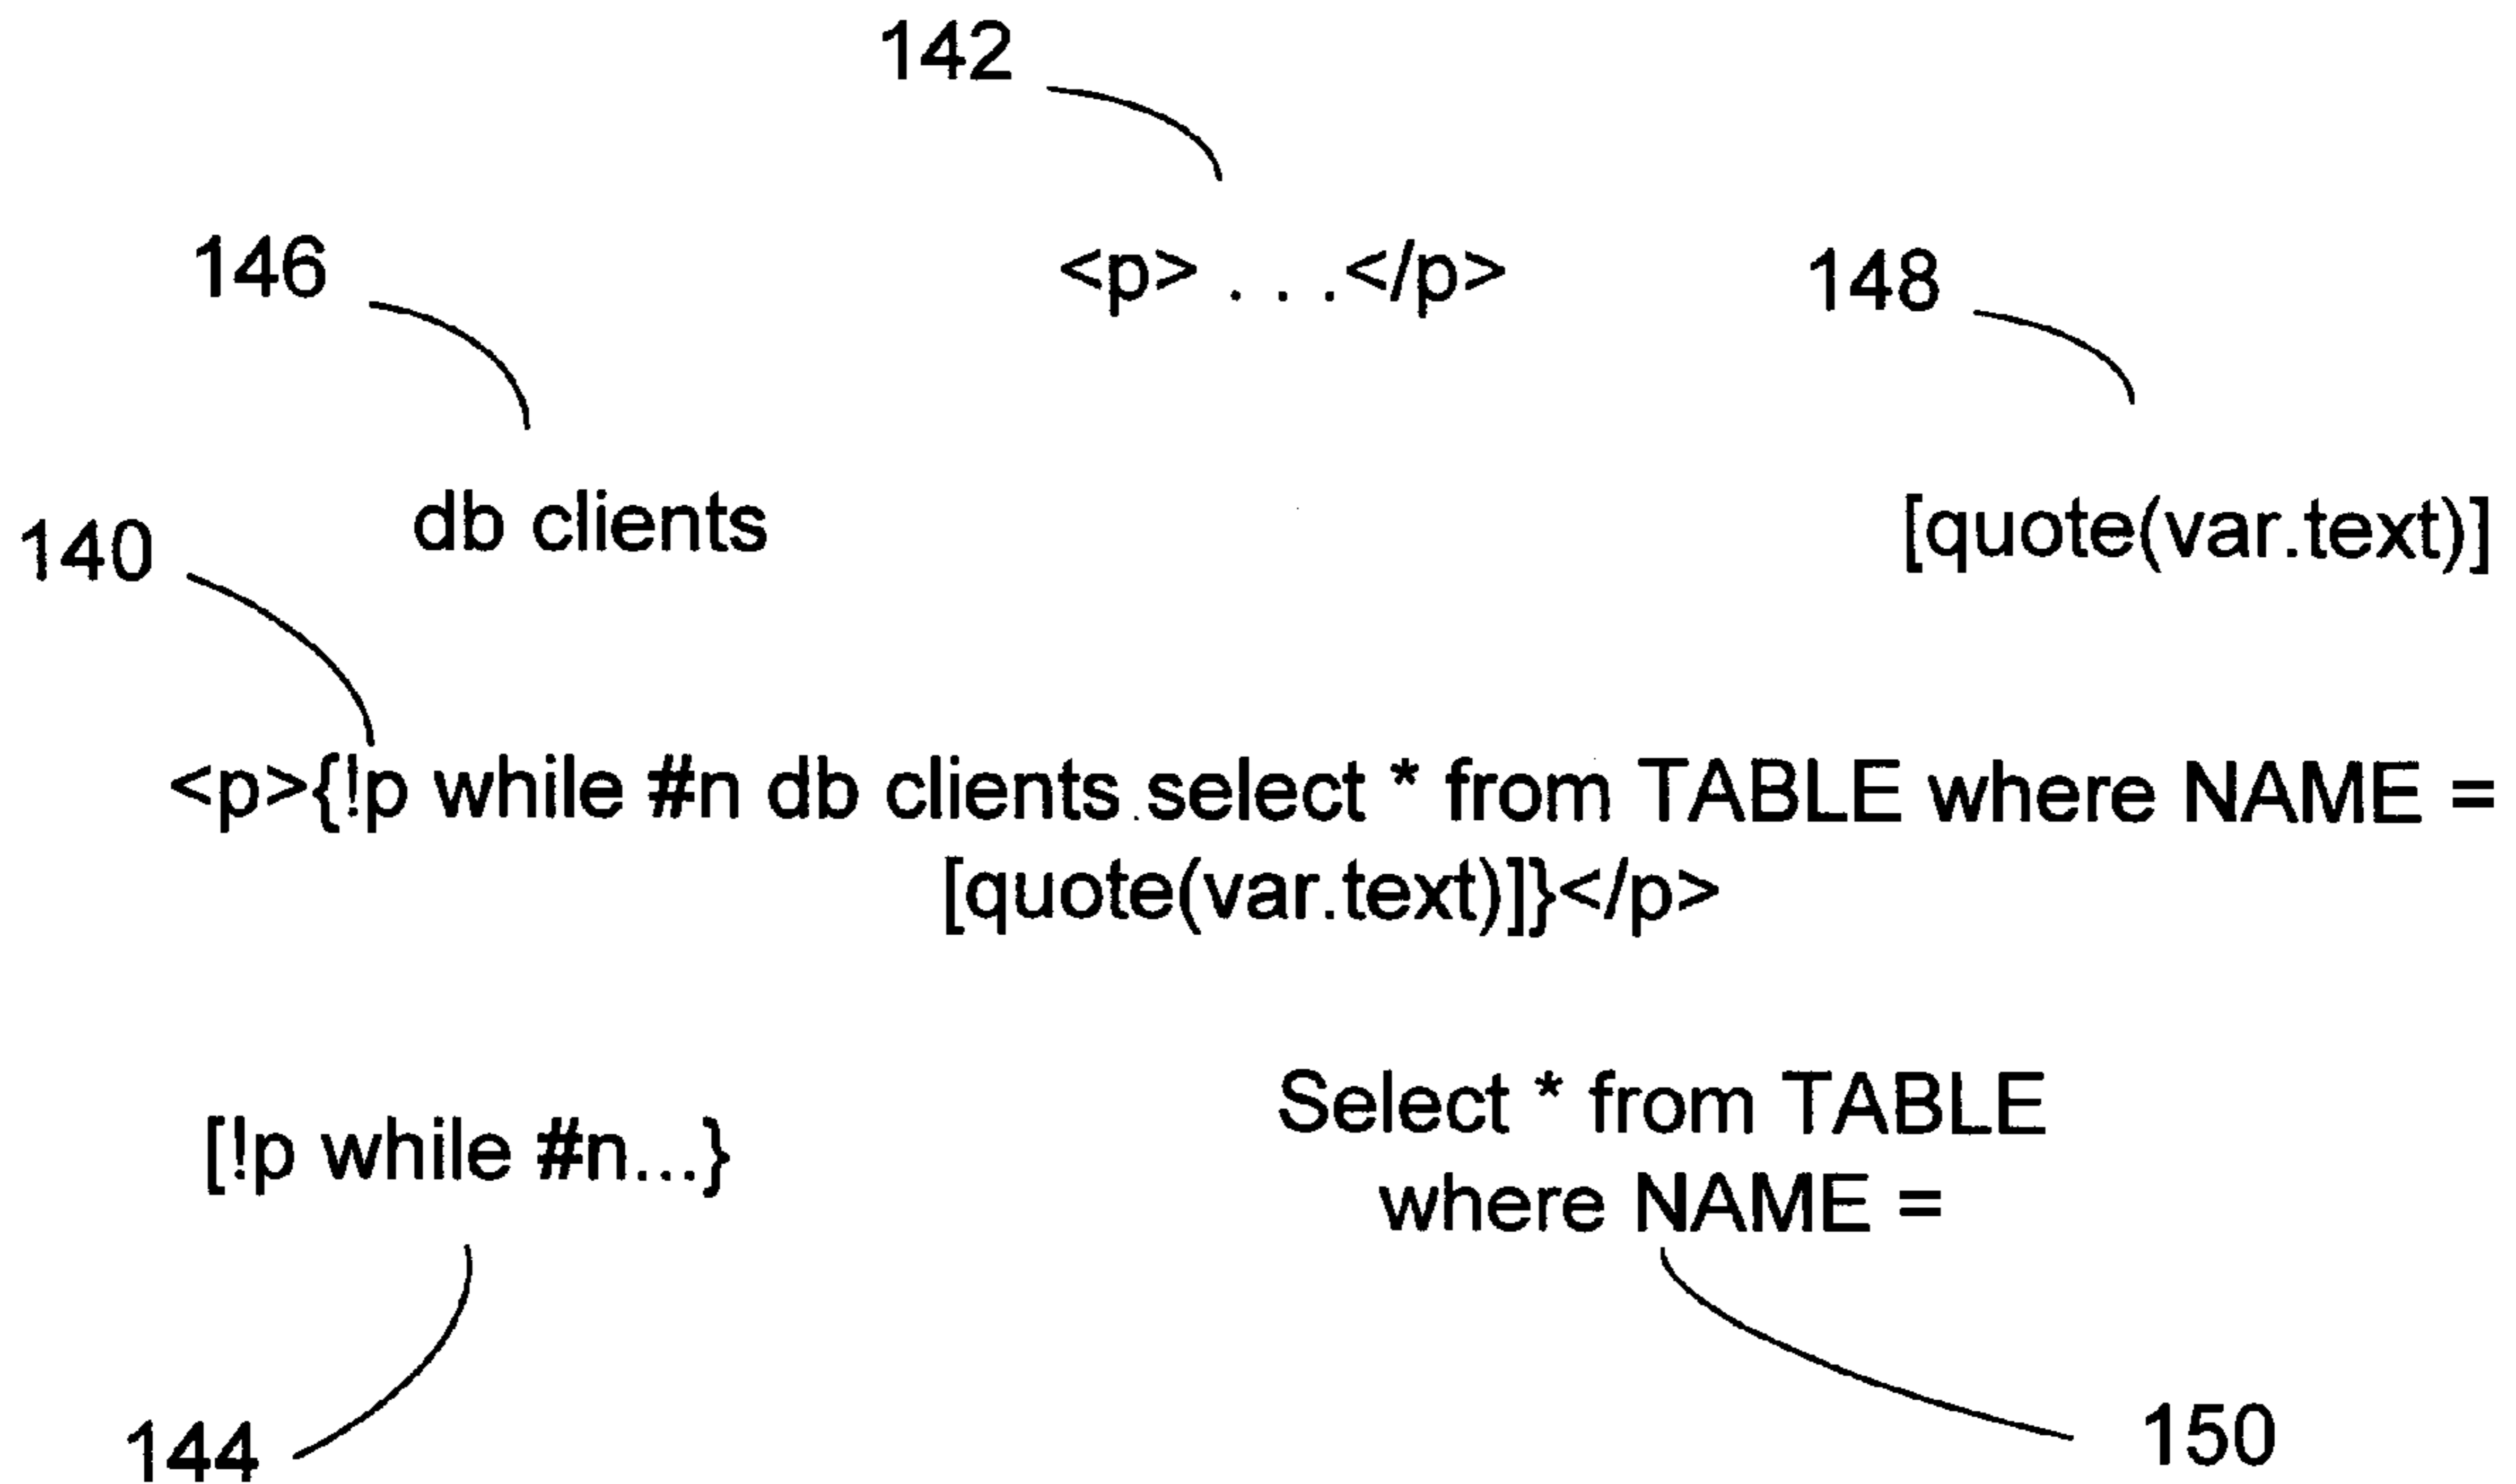 142
146
<p> . . .</p>
148
db clients
[quote(var.text)]
140
<p>{!p while #n db clients select * from TABLE where NAME =
[quote(var.text)]}</p>
Select * from TABLE
[!p while #n...}
where NAME =
144
150